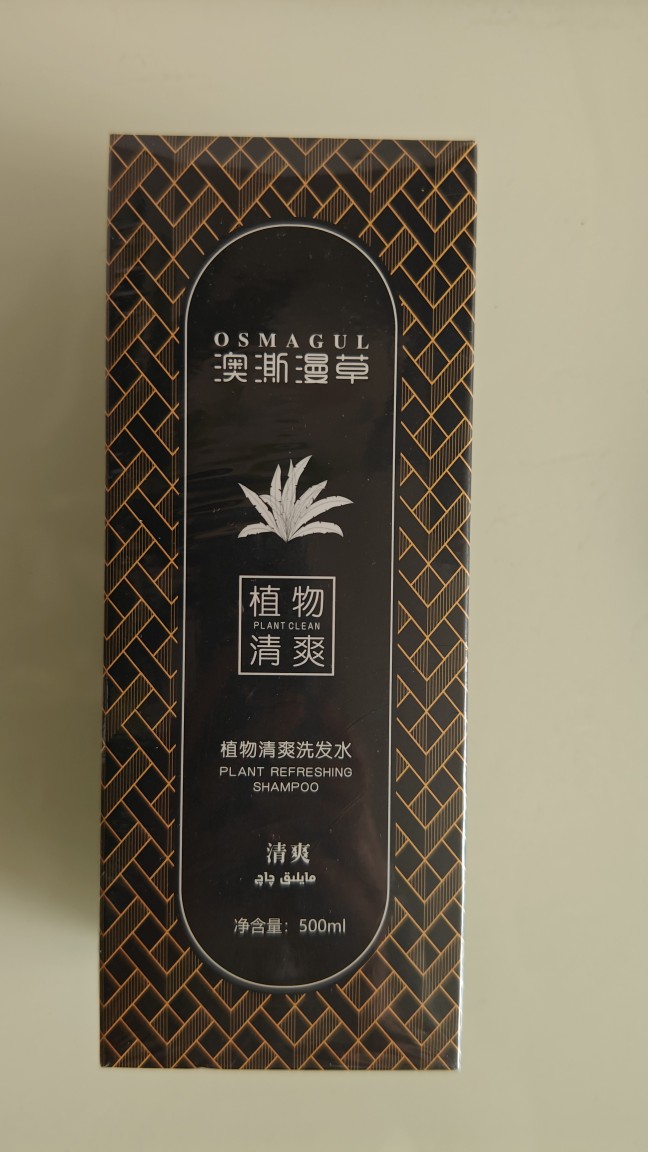 OSMAGUL
澳澌漫草
植物
PLANT CLEAN
清爽
植物清爽洗发水
PLANT REFRESHING
SHAMPOO
清爽
مايلىق چاچ
净含量：500ml